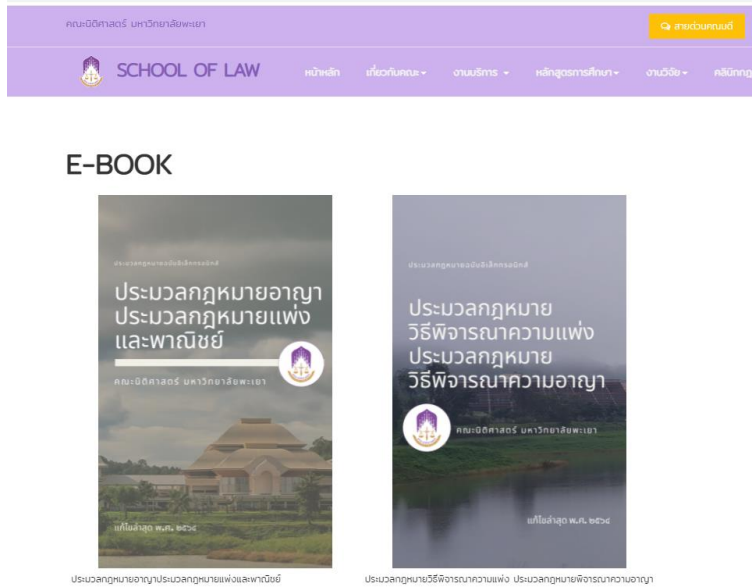 คณะนิติศาสตร์ มหาวิทยาลัยพะเยา
สายด่วนคณบดี
SCHOOL OF LAW
หน้าหลัก
เกี่ยวกับคณะ
งานบริการ
หลักสูตรการศึกษา
งานวิจัย
E-BOOK
ประมวลกฎหมายฉบับอิเล็กทรอนิกส์
ประมวลกฎหมายอาญา
ประมวลกฎหมายแพ่ง
และพาณิชย์
คณะนิติศาสตร์ มหาวิทยาลัยพะเยา
แก้ไขล่าสุด พ.ศ. ๒๕๖๔
ประมวลกฎหมายอาญาประมวลกฎหมายแพ่งและพาณิชย์
ประมวลกฎหมายฉบับอิเล็กทรอนิกส์
ประมวลกฎหมาย
วิธีพิจารณาความแพ่ง
ประมวลกฎหมาย
วิธีพิจารณาความอาญา
คณะนิติศาสตร์ มหาวิทยาลัยพะเยา
แก้ไขล่าสุด พ.ศ. ๒๕๖๔
ประมวลกฎหมายวิธีพิจารณาความแพ่ง ประมวลกฎหมายพิจารณาความอาญา